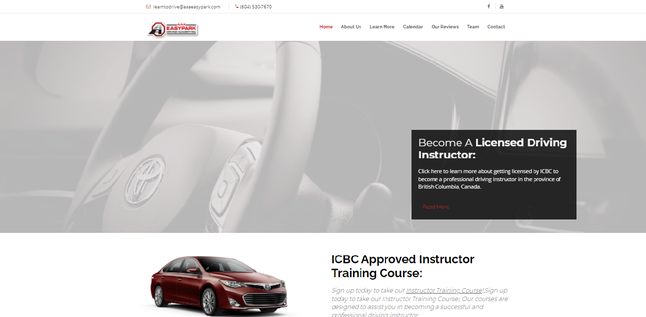 learntodrive@aaaeasypark.com (604) 530-7670
EASYPARK
Home About Us Learn More Calendar Our Reviews Team Contact
Become A Licensed Driving
Instructor:
Click here to learn more about getting licensed by ICBC to
become a professional driving instructor in the province of
British Columbia, Canada.
Read More
ICBC Approved Instructor
Training Course:
Sign up today to take our Instructor Training Course!Sign up
today to take our Instructor Training Course. Our courses are
designed to assist you in becoming a successful and
professional driving instructor.